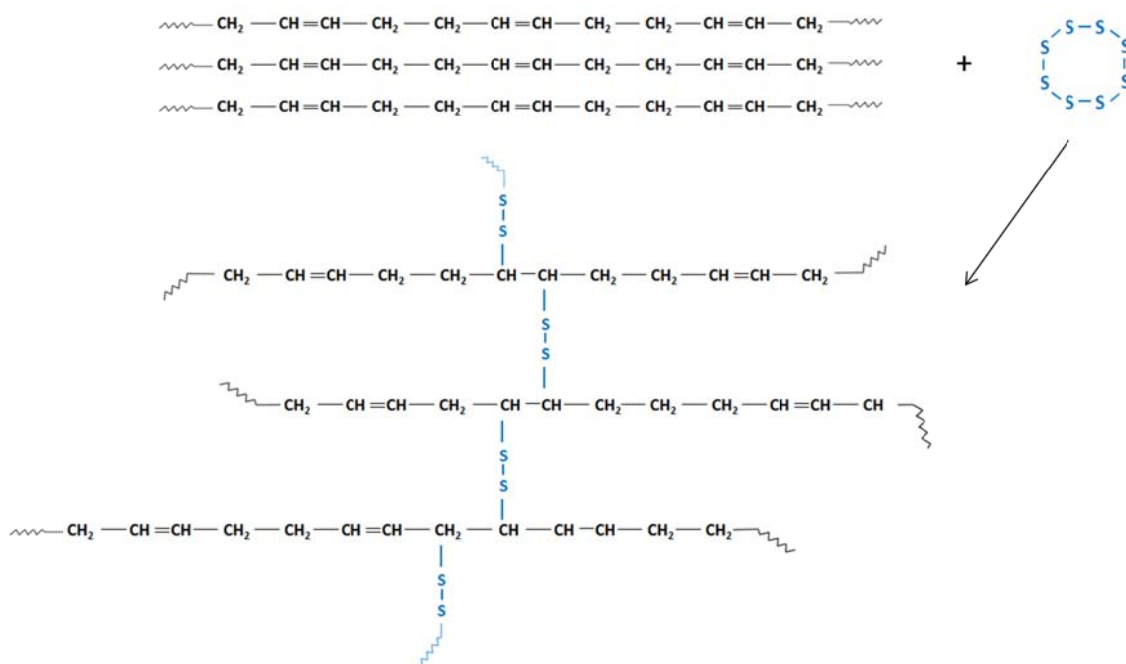 CH₂ — CH = CH — CH₂ — CH₂ — CH = CH — CH₂ — CH₂ — CH = CH — CH₂
CH₂ — CH = CH — CH₂ — CH₂ — CH = CH — CH₂ — CH₂ — CH = CH — CH₂
CH₂ — CH = CH — CH₂ — CH₂ — CH = CH — CH₂ — CH₂ — CH = CH — CH₂
+
S – S
S S
S S
S S
S – S
S
S
CH₂ — CH = CH — CH₂ — CH₂ — CH — CH — CH₂ — CH₂ — CH = CH — CH₂
S
S
CH₂ — CH = CH — CH₂ — CH — CH — CH₂ — CH₂ — CH₂ — CH = CH — CH
S
S
CH₂ — CH = CH — CH₂ — CH₂ — CH = CH — CH₂ — CH — CH — CH — CH₂ — CH₂
S
S